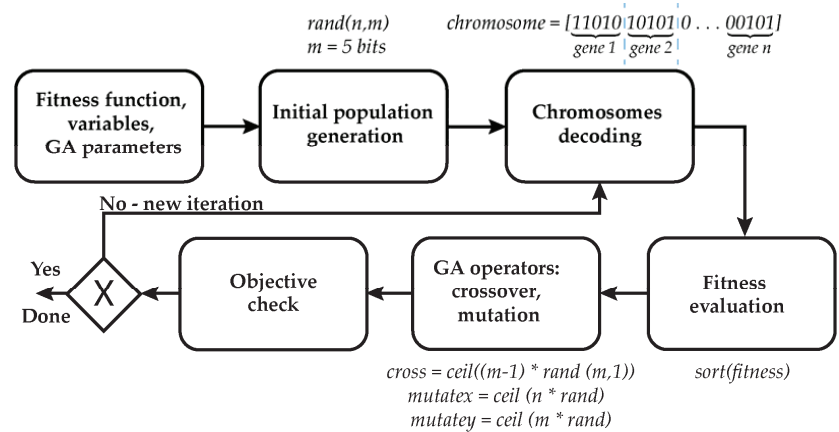 rand(n,m)
m = 5 bits
chromosome = [11010 10101 0 . . . 00101]
gene 1 gene 2 gene n
Fitness function,
variables,
GA parameters
Initial population
generation
Chromosomes
decoding
No - new iteration
Yes
Done
X
Objective
check
GA operators:
crossover,
mutation
Fitness
evaluation
cross = ceil((m-1) * rand (m,1))
mutatex = ceil (n * rand)
mutatey = ceil (m * rand)
sort(fitness)